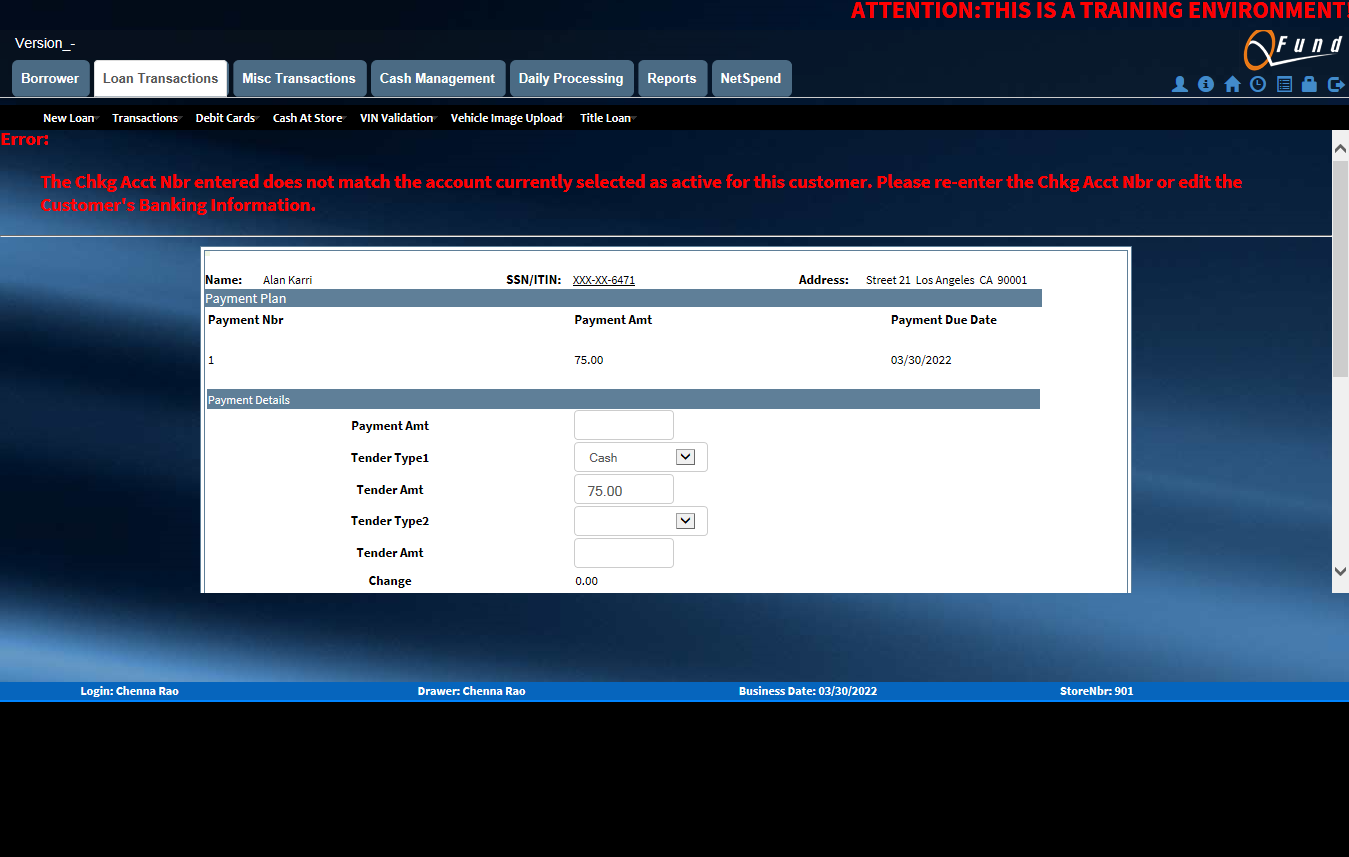 ATTENTION:THIS IS A TRAINING ENVIRONMENT!
Version_-
QFund
Borrower Loan Transactions Misc Transactions Cash Management Daily Processing Reports NetSpend
New Loan Transactions Debit Cards Cash At Store VIN Validation Vehicle Image Upload Title Loan
Error:
The Chkg Acct Nbr entered does not match the account currently selected as active for this customer. Please re-enter the Chkg Acct Nbr or edit the
Customer's Banking Information.
Name: Alan Karri SSN/ITIN: XXX-XX-6471 Address: Street 21 Los Angeles CA 90001
Payment Plan
Payment Nbr Payment Amt Payment Due Date
1 75.00 03/30/2022
Payment Details
Payment Amt
Tender Type1 Cash
Tender Amt 75.00
Tender Type2
Tender Amt
Change 0.00
Login: Chenna Rao Drawer: Chenna Rao Business Date: 03/30/2022 StoreNbr: 901